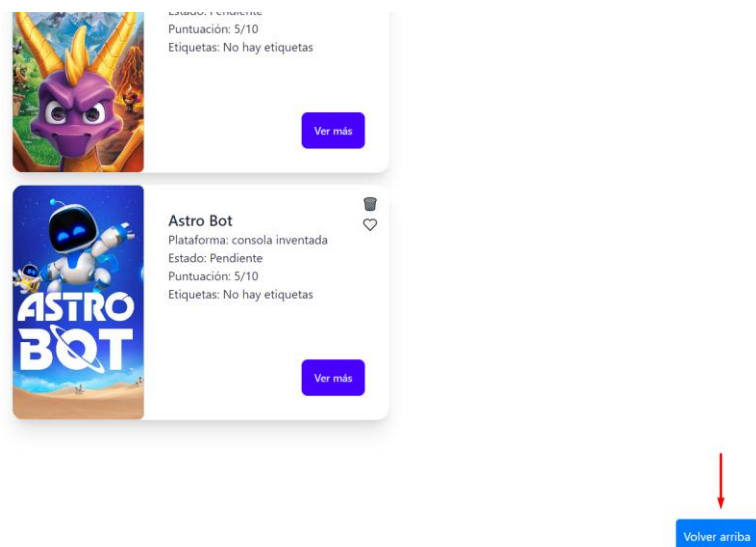 Estado: Pendiente
Puntuación: 5/10
Etiquetas: No hay etiquetas
Ver más
ASTRO
BOT
Astro Bot
Plataforma: consola inventada
Estado: Pendiente
Puntuación: 5/10
Etiquetas: No hay etiquetas
Ver más
Volver arriba